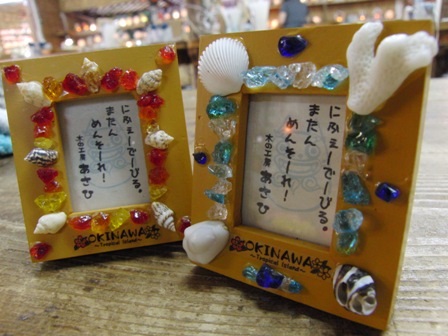 にふぇーでーびる。
またん
めんそーれ！
木の工房 あさひ
OKINAWA
~Tropical Island~
にふぇーでーびる。
またん
めんそーれ！
木の工房 あさひ
OKINAWA
~Tropical Island~